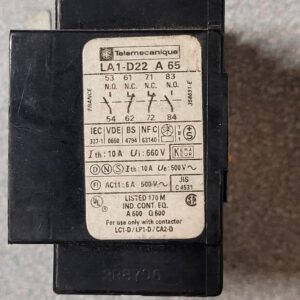 Telemecanique
LA1-D22 A 65
53 61 71 83
N.O. N.C. N.C. N.O.
FRANCE
54 62 72 84
IEC VDE BS NFC
337-1 0660 4794 63140
Ith : 10 A Ui : 660 V
D N S Ith : 10 A Ue : 500 V~
FI AC11 : 6 A 500 V~ JIS
C 4531
LISTED 170 M
IND. CONT. EQ.
A 600 Q 600
For use only with contactor
LC1-D / LP1-D / CA2-D